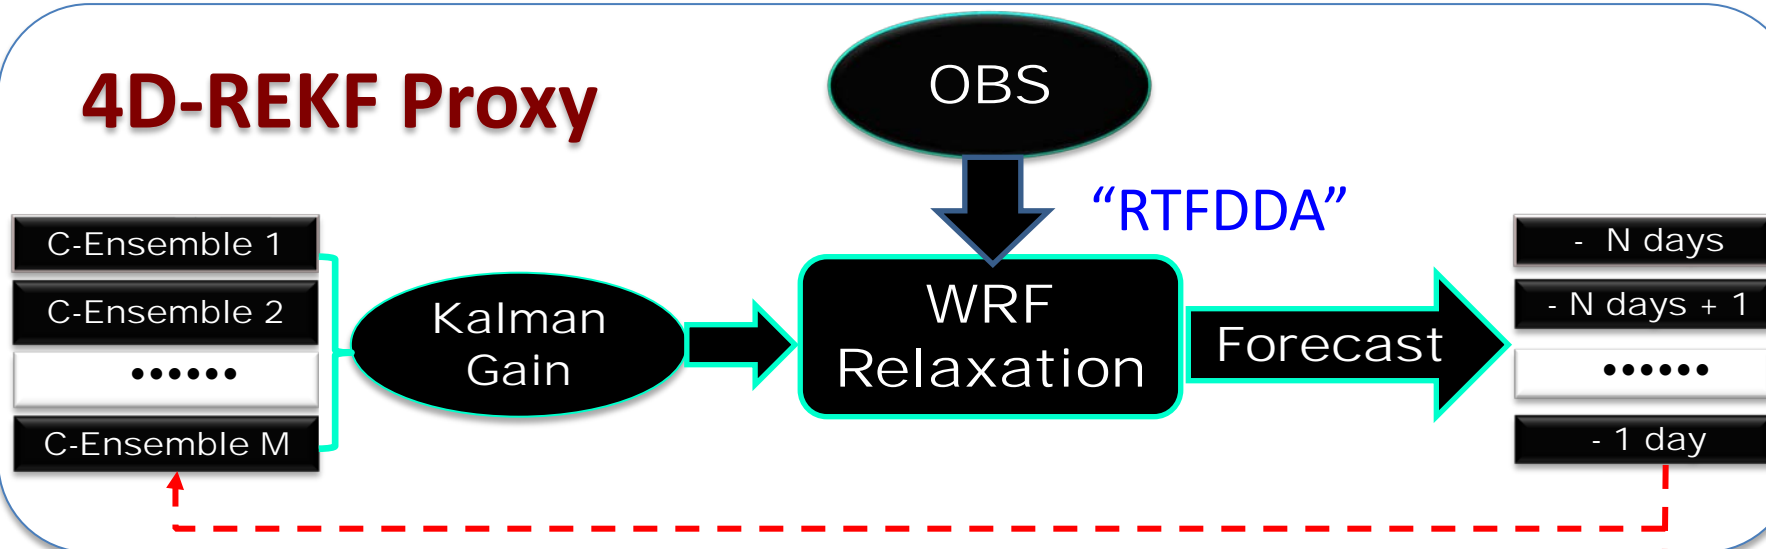 4D-REKF Proxy
OBS
“RTFDDA”
C-Ensemble 1
C-Ensemble 2
••••••
C-Ensemble M
Kalman
Gain
WRF
Relaxation
Forecast
- N days
- N days + 1
••••••
- 1 day